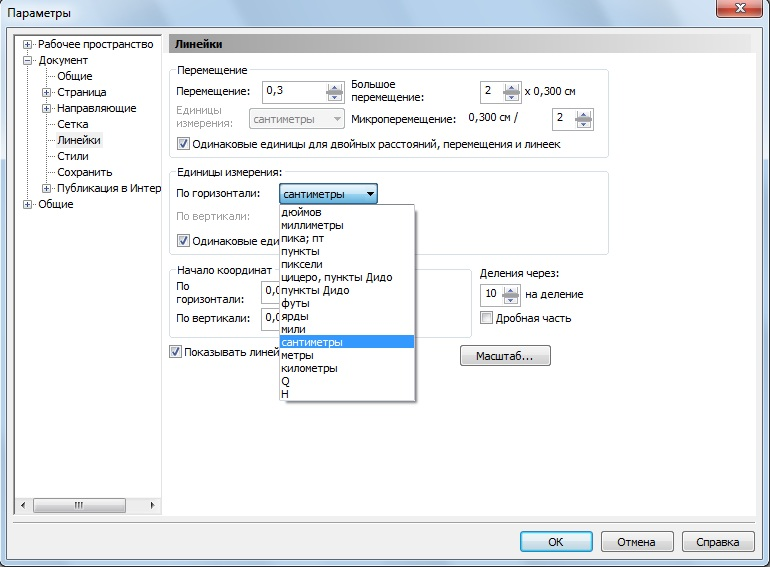 Параметры
Рабочее пространство
Документ
Общие
Страница
Направляющие
Сетка
Линейки
Стили
Сохранить
Публикация в Интер
Общие
Линейки
Перемещение
Перемещение: 0,3 Большое перемещение: 2 x 0,300 см
Единицы измерения: сантиметры Микроперемещение: 0,300 см / 2
Одинаковые единицы для двойных расстояний, перемещения и линеек
Единицы измерения:
По горизонтали: сантиметры
По вертикали:
Одинаковые еди
дюймов
миллиметры
пика; пт
пункты
пиксели
цицеро, пункты Дидо
пункты Дидо
футы
ярды
мили
сантиметры
метры
километры
Q
H
Начало координат
По горизонтали: 0,0
По вертикали: 0,0
Деления через:
10 на деление
Дробная часть
Показывать линей
Масштаб...
OK Отмена Справка